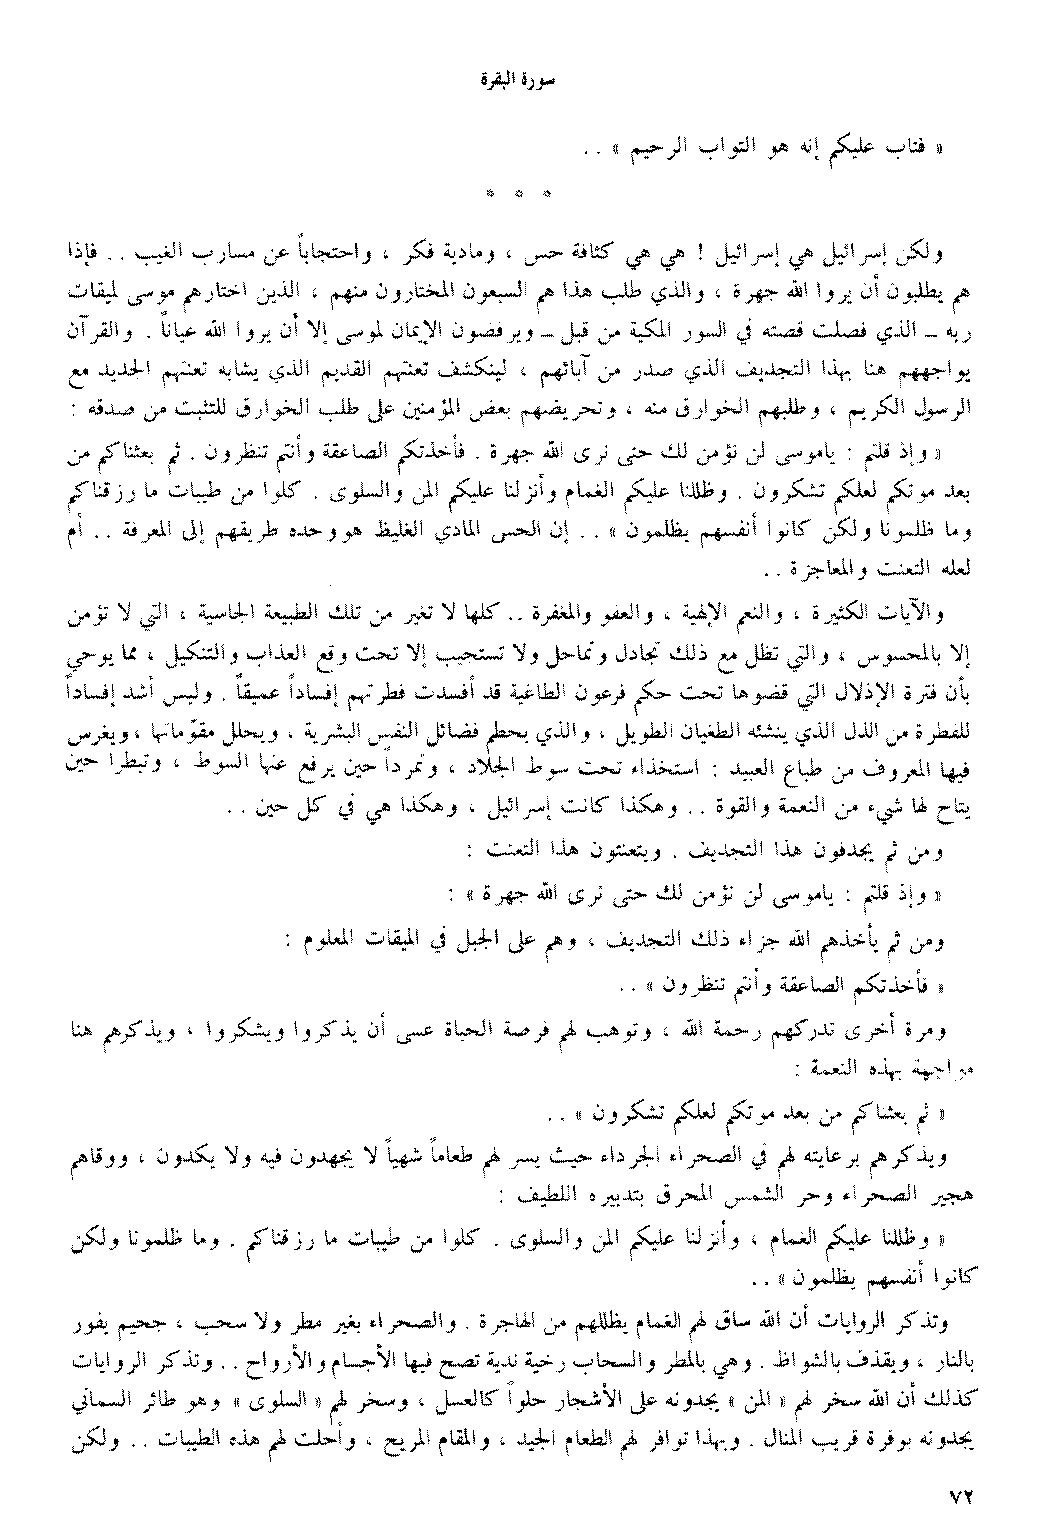 سورة البقرة
« فتاب عليكم إنه هو التواب الرحيم » . .
* * *
ولكن إسرائيل هي إسرائيل ! هي هي كثافة حس ، ومادية فكر ، واحتجاباً عن مسارب الغيب . . فإذا
هم يطلبون أن يروا الله جهرة ، والذي طلب هذا هم السبعون المختارون منهم ، الذين اختارهم موسى لميقات
ربه – الذي فصلت قصته في السور المكية من قبل – ويرفضون الإيمان لموسى إلا أن يروا الله عياناً . والقرآن
يواجههم هنا بهذا التجديف الذي صدر من آبائهم ، لينكشف تعنتهم القديم الذي يشابه تعنتهم الجديد مع
الرسول الكريم ، وطلبهم الخوارق منه ، وتحريضهم بعض المؤمنين على طلب الخوارق للتثبت من صدقه :
« وإذ قلتم : ياموسى لن نؤمن لك حتى نرى الله جهرة . فأخذتكم الصاعقة وأنتم تنظرون . ثم بعثناكم من
بعد موتكم لعلكم تشكرون . وظللنا عليكم الغمام وأنزلنا عليكم المن والسلوى . كلوا من طيبات ما رزقناكم
وما ظلمونا ولكن كانوا أنفسهم يظلمون » . . إن الحس المادي الغليظ هو وحده طريقهم إلى المعرفة . . أم
لعله التعنت والمعاجزة . .
والآيات الكثيرة ، والنعم الإلهية ، والعفو والمغفرة . . كلها لا تغير من تلك الطبيعة الجاسية ، التي لا تؤمن
إلا بالمحسوس ، والتي تظل مع ذلك تجادل وتماحل ولا تستجيب إلا تحت وقع العذاب والتنكيل ، مما يوحي
بأن فترة الإذلال التي قضوها تحت حكم فرعون الطاغية قد أفسدت فطرتهم إفساداً عميقاً . وليس أشد إفساداً
للفطرة من الذل الذي ينشئه الطغيان الطويل ، والذي يحطم فضائل النفس البشرية ، ويحلل مقوّماتها ، ويغرس
فيها المعروف من طباع العبيد : استخذاء تحت سوط الجلاد ، وتمرداً حين يرفع عنها السوط ، وتبطرا حين
يتاح لها شيء من النعمة والقوة . . وهكذا كانت إسرائيل ، وهكذا هي في كل حين . .
ومن ثم يجدفون هذا التجديف . ويتعنتون هذا التعنت :
« وإذ قلتم : ياموسى لن نؤمن لك حتى نرى الله جهرة » :
ومن ثم يأخذهم الله جزاء ذلك التجديف ، وهم على الجبل في الميقات المعلوم :
« فأخذتكم الصاعقة وأنتم تنظرون » . .
ومرة أخرى تدركهم رحمة الله ، وتوهب لهم فرصة الحياة عسى أن يذكروا ويشكروا ، ويذكرهم هنا
مواجهة بهذه النعمة :
« ثم بعثناكم من بعد موتكم لعلكم تشكرون » . .
ويذكرهم برعايته لهم في الصحراء الجرداء حيث يسر لهم طعاماً شهياً لا يجهدون فيه ولا يكدون ، ووقاهم
هجير الصحراء وحر الشمس المحرق بتدبيره اللطيف :
« وظللنا عليكم الغمام ، وأنزلنا عليكم المن والسلوى . كلوا من طيبات ما رزقناكم . وما ظلمونا ولكن
كانوا أنفسهم يظلمون » . .
وتذكر الروايات أن الله ساق لهم الغمام يظللهم من الهاجرة . والصحراء بغير مطر ولا سحب ، جحيم يفور
بالنار ، ويقذف بالشواظ . وهي بالمطر والسحاب رخية ندية تصح فيها الأجسام والأرواح . . وتذكر الروايات
كذلك أن الله سخر لهم « المن » يجدونه على الأشجار حلواً كالعسل ، وسخر لهم « السلوى » وهو طائر السماني
يجدونه بوفرة قريب المنال . وبهذا توافر لهم الطعام الجيد ، والمقام المريح ، وأحلت لهم هذه الطيبات . . ولكن
٧٢